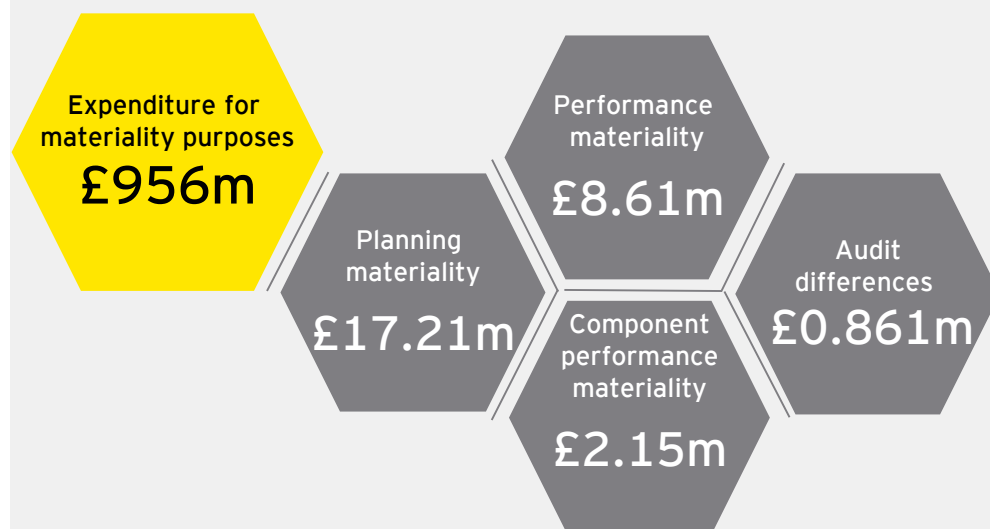 Expenditure for
materiality purposes
£956m
Planning
materiality
£17.21m
Performance
materiality
£8.61m
Component
performance
materiality
£2.15m
Audit
differences
£0.861m